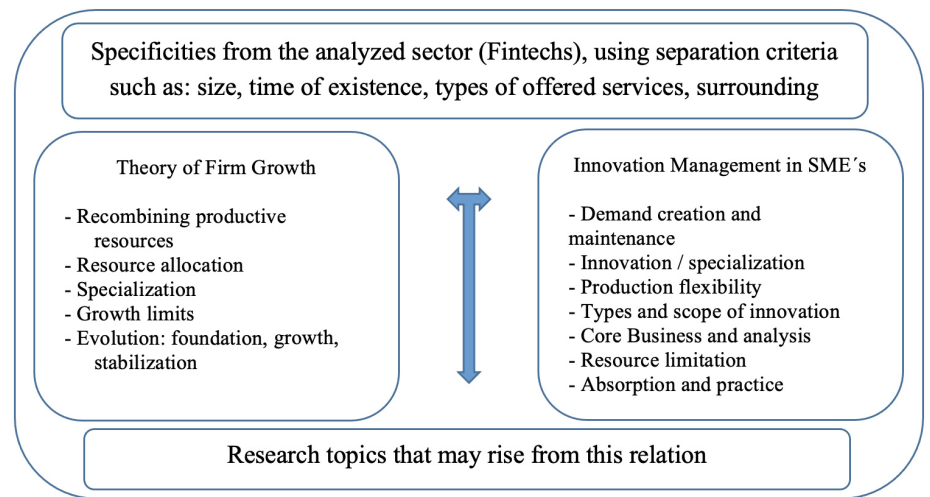 Specificities from the analyzed sector (Fintechs), using separation criteria
such as: size, time of existence, types of offered services, surrounding
Theory of Firm Growth
- Recombining productive
resources
- Resource allocation
- Specialization
- Growth limits
- Evolution: foundation, growth,
stabilization
Innovation Management in SME´s
- Demand creation and
maintenance
- Innovation / specialization
- Production flexibility
- Types and scope of innovation
- Core Business and analysis
- Resource limitation
- Absorption and practice
Research topics that may rise from this relation